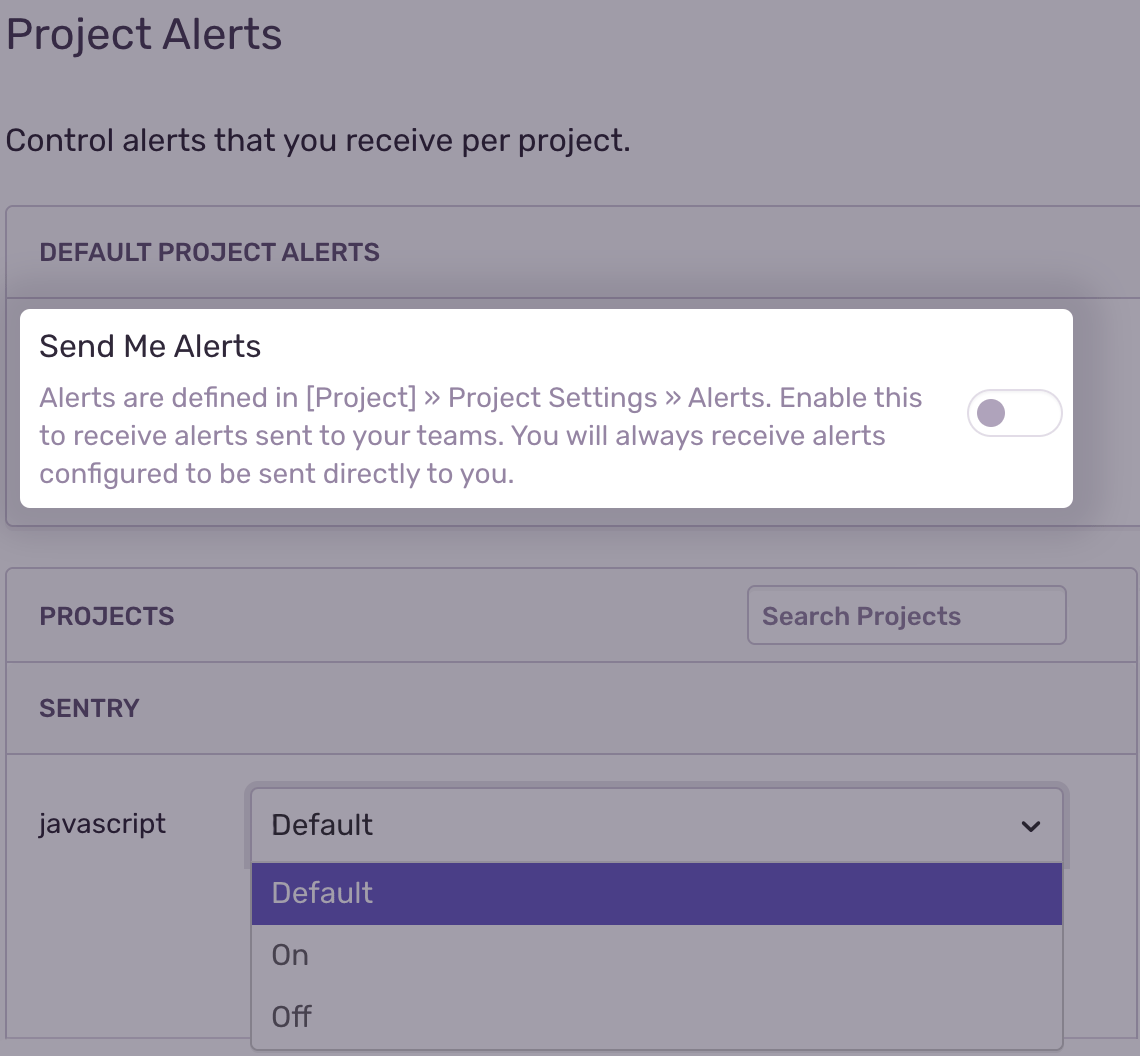 Project Alerts
Control alerts that you receive per project.
DEFAULT PROJECT ALERTS
Send Me Alerts
Alerts are defined in [Project] » Project Settings » Alerts. Enable this
to receive alerts sent to your teams. You will always receive alerts
configured to be sent directly to you.
PROJECTS
Search Projects
SENTRY
javascript
Default
Default
On
Off